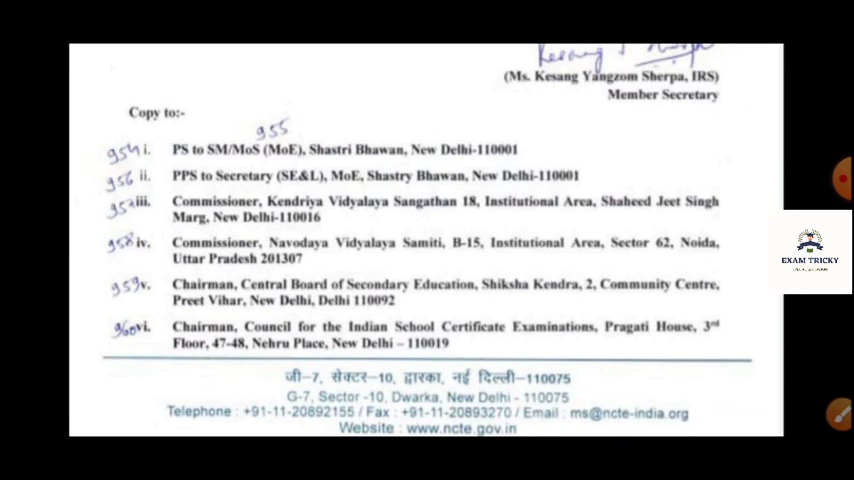 (Ms. Kesang Yangzom Sherpa, IRS)
Member Secretary
Copy to:-
955
954 i. PS to SM/MoS (MoE), Shastri Bhawan, New Delhi-110001
956 ii. PPS to Secretary (SE&L), MoE, Shastry Bhawan, New Delhi-110001
iii. Commissioner, Kendriya Vidyalaya Sangathan 18, Institutional Area, Shaheed Jeet Singh
Marg, New Delhi-110016
958 iv. Commissioner, Navodaya Vidyalaya Samiti, B-15, Institutional Area, Sector 62, Noida,
Uttar Pradesh 201307
959 v. Chairman, Central Board of Secondary Education, Shiksha Kendra, 2, Community Centre,
Preet Vihar, New Delhi, Delhi 110092
960 vi. Chairman, Council for the Indian School Certificate Examinations, Pragati House, 3rd
Floor, 47-48, Nehru Place, New Delhi – 110019
जी–7, सेक्टर–10, द्वारका, नई दिल्ली–110075
G-7, Sector -10, Dwarka, New Delhi - 110075
Telephone : +91-11-20892155 / Fax : +91-11-20893270 / Email : ms@ncte-india.org
Website : www.ncte.gov.in
EXAM TRICKY